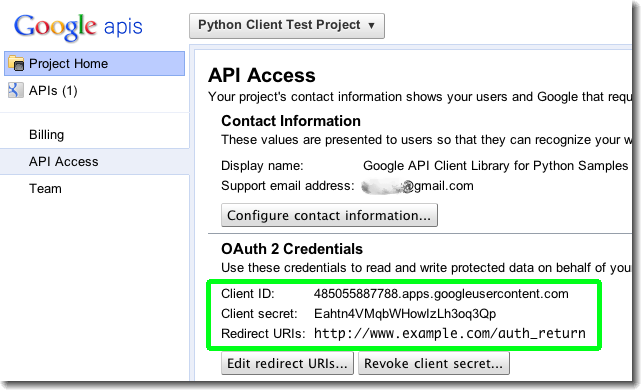 Google apis
Python Client Test Project ▼
Project Home
APIs (1)
Billing
API Access
Team
API Access
Your project's contact information shows your users and Google that requ
Contact Information
These values are presented to users so that they can recognize your w
Display name: Google API Client Library for Python Samples
Support email address: @gmail.com
Configure contact information...
OAuth 2 Credentials
Use these credentials to read and write protected data on behalf of your
Client ID: 485055887788.apps.googleusercontent.com
Client secret: Eahtn4VMqbWHowIzLh3oq3Qp
Redirect URIs: http://www.example.com/auth_return
Edit redirect URIs... Revoke client secret...